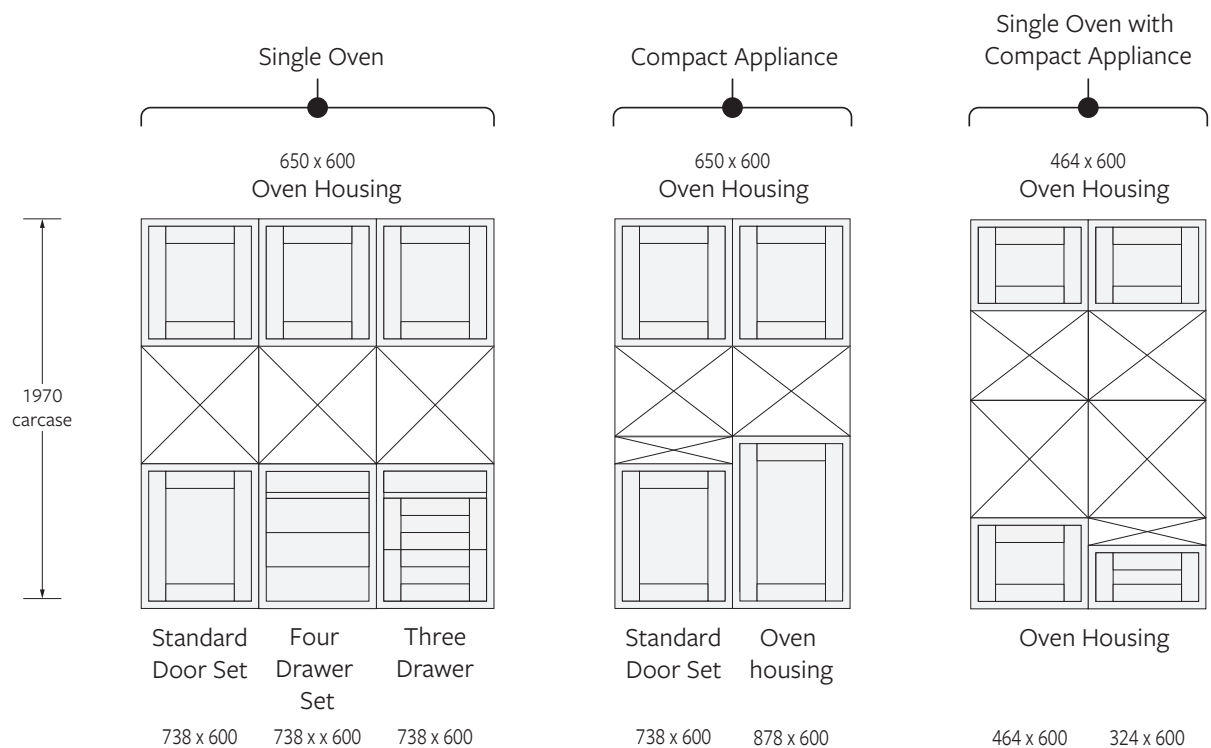 Single Oven
Compact Appliance
Single Oven with
Compact Appliance
650 x 600
Oven Housing
650 x 600
Oven Housing
464 x 600
Oven Housing
1970
carcase
Standard
Door Set
Four
Drawer
Set
Three
Drawer
Standard
Door Set
Oven
housing
Oven Housing
738 x 600
738 x x 600
738 x 600
738 x 600
878 x 600
464 x 600
324 x 600